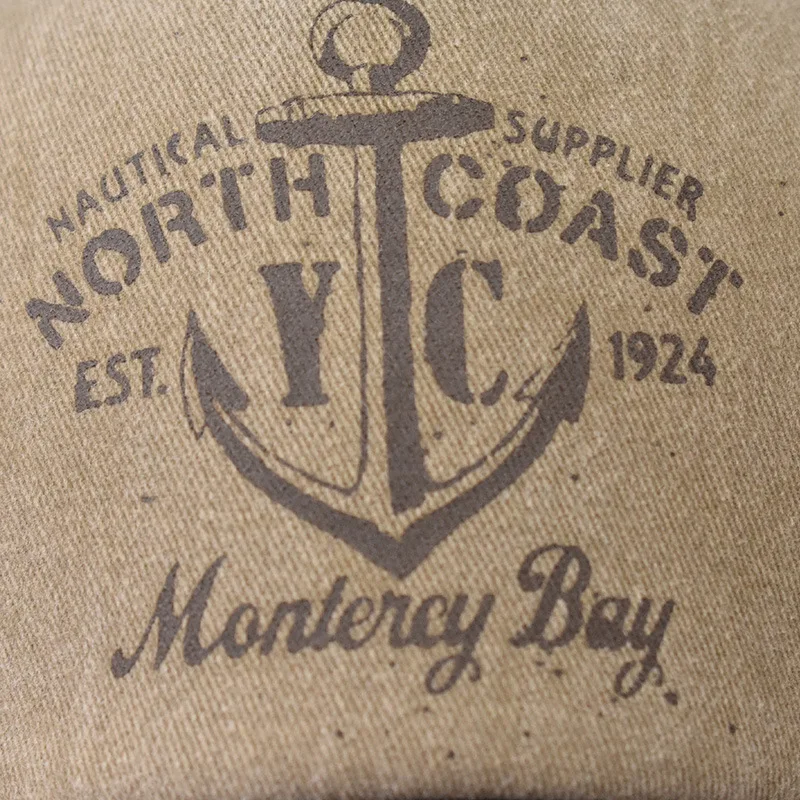 NAUTICAL SUPPLIER
NORTH COAST
Y C
EST. 1924
Monterey Bay